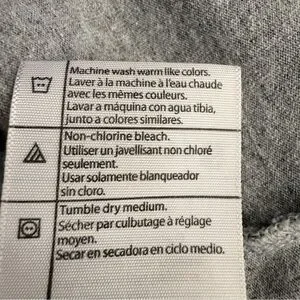 Machine wash warm like colors.
Laver à la machine à l'eau chaude
avec les mêmes couleurs.
Lavar a máquina con agua tibia,
junto a colores similares.
Non-chlorine bleach.
Utiliser un javellisant non chloré
seulement.
Usar solamente blanqueador
sin cloro.
Tumble dry medium.
Sécher par culbutage à réglage
moyen.
Secar en secadora en ciclo medio.